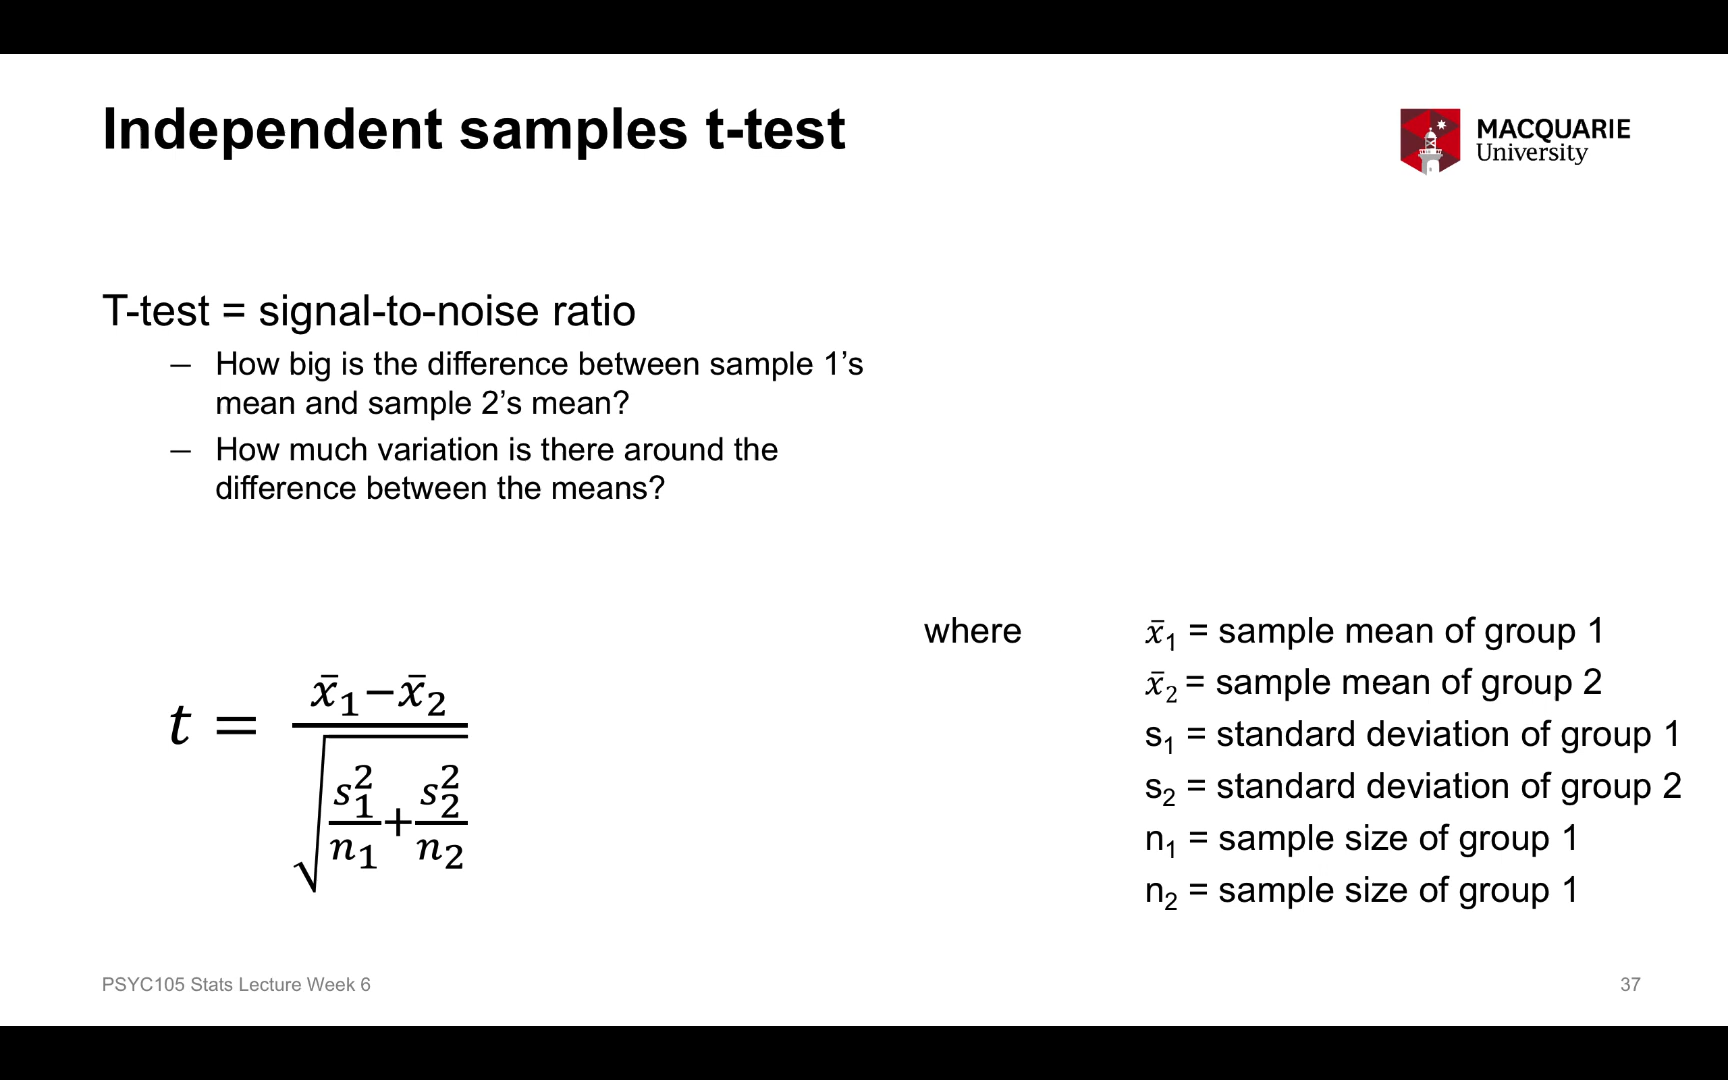 Independent samples t-test
MACQUARIE
University
T-test = signal-to-noise ratio
– How big is the difference between sample 1’s
mean and sample 2’s mean?
– How much variation is there around the
difference between the means?
where
x̄₁ = sample mean of group 1
x̄₂ = sample mean of group 2
s₁ = standard deviation of group 1
s₂ = standard deviation of group 2
n₁ = sample size of group 1
n₂ = sample size of group 1
t = (x̄₁−x̄₂) / √(s₁²/n₁ + s₂²/n₂)
PSYC105 Stats Lecture Week 6
37